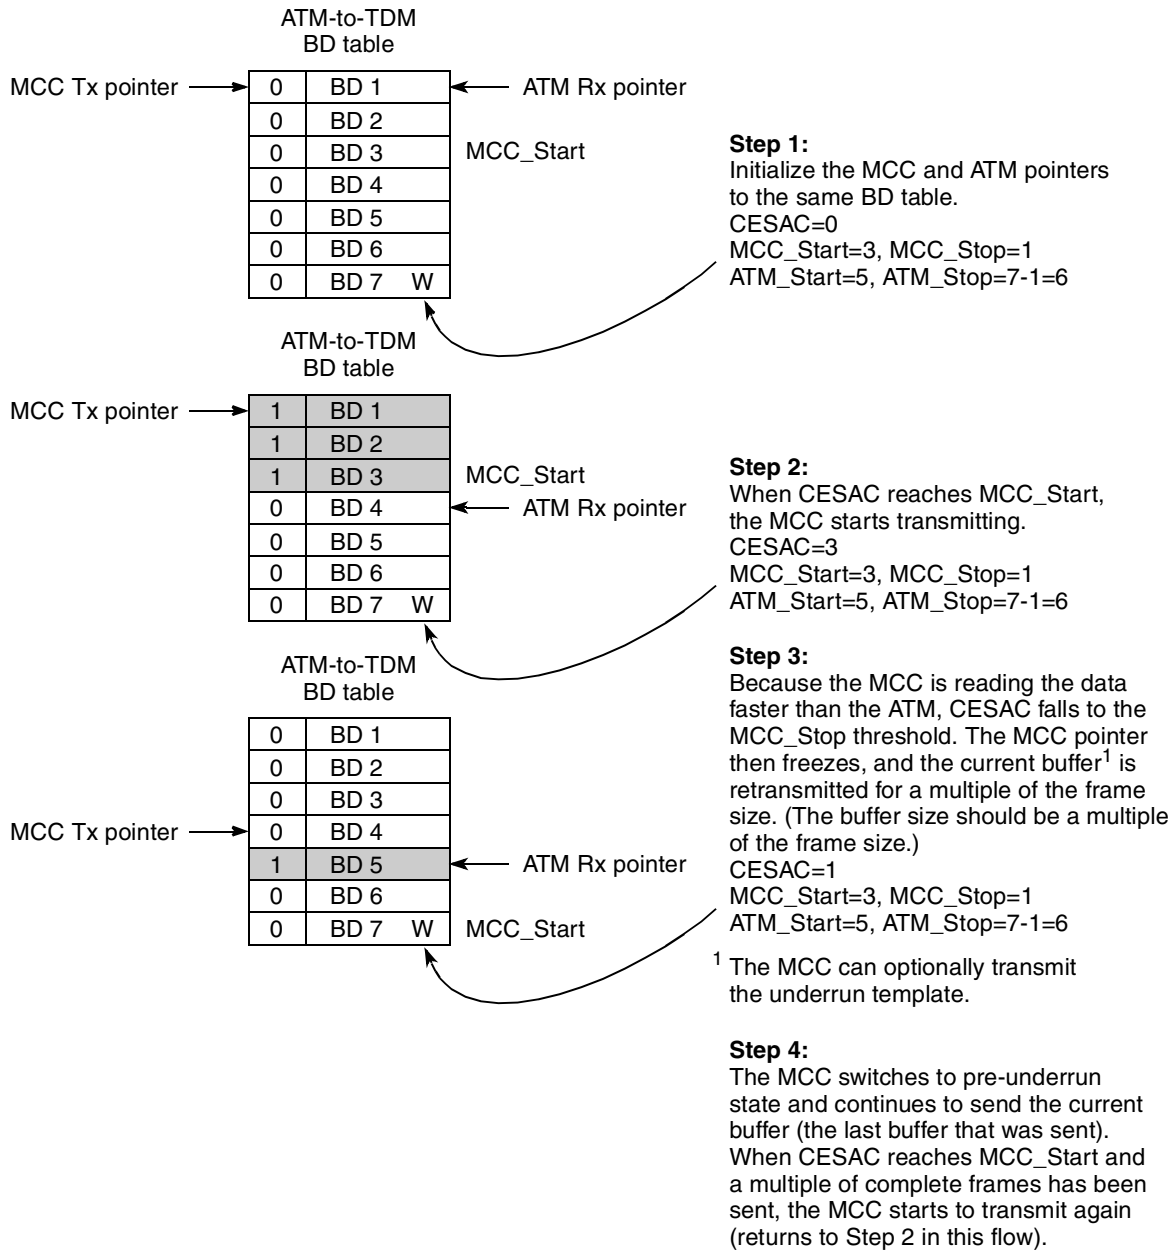 ATM-to-TDM
BD table
MCC Tx pointer
0 BD 1
ATM Rx pointer
0 BD 2
0 BD 3
MCC_Start
0 BD 4
0 BD 5
0 BD 6
0 BD 7 W
Step 1:
Initialize the MCC and ATM pointers
to the same BD table.
CESAC=0
MCC_Start=3, MCC_Stop=1
ATM_Start=5, ATM_Stop=7-1=6
ATM-to-TDM
BD table
MCC Tx pointer
1 BD 1
1 BD 2
1 BD 3
MCC_Start
0 BD 4
ATM Rx pointer
0 BD 5
0 BD 6
0 BD 7 W
Step 2:
When CESAC reaches MCC_Start,
the MCC starts transmitting.
CESAC=3
MCC_Start=3, MCC_Stop=1
ATM_Start=5, ATM_Stop=7-1=6
ATM-to-TDM
BD table
0 BD 1
0 BD 2
0 BD 3
MCC Tx pointer
0 BD 4
1 BD 5
ATM Rx pointer
0 BD 6
0 BD 7 W
MCC_Start
Step 3:
Because the MCC is reading the data
faster than the ATM, CESAC falls to the
MCC_Stop threshold. The MCC pointer
then freezes, and the current buffer1 is
retransmitted for a multiple of the frame
size. (The buffer size should be a multiple
of the frame size.)
CESAC=1
MCC_Start=3, MCC_Stop=1
ATM_Start=5, ATM_Stop=7-1=6
1 The MCC can optionally transmit
the underrun template.
Step 4:
The MCC switches to pre-underrun
state and continues to send the current
buffer (the last buffer that was sent).
When CESAC reaches MCC_Start and
a multiple of complete frames has been
sent, the MCC starts to transmit again
(returns to Step 2 in this flow).